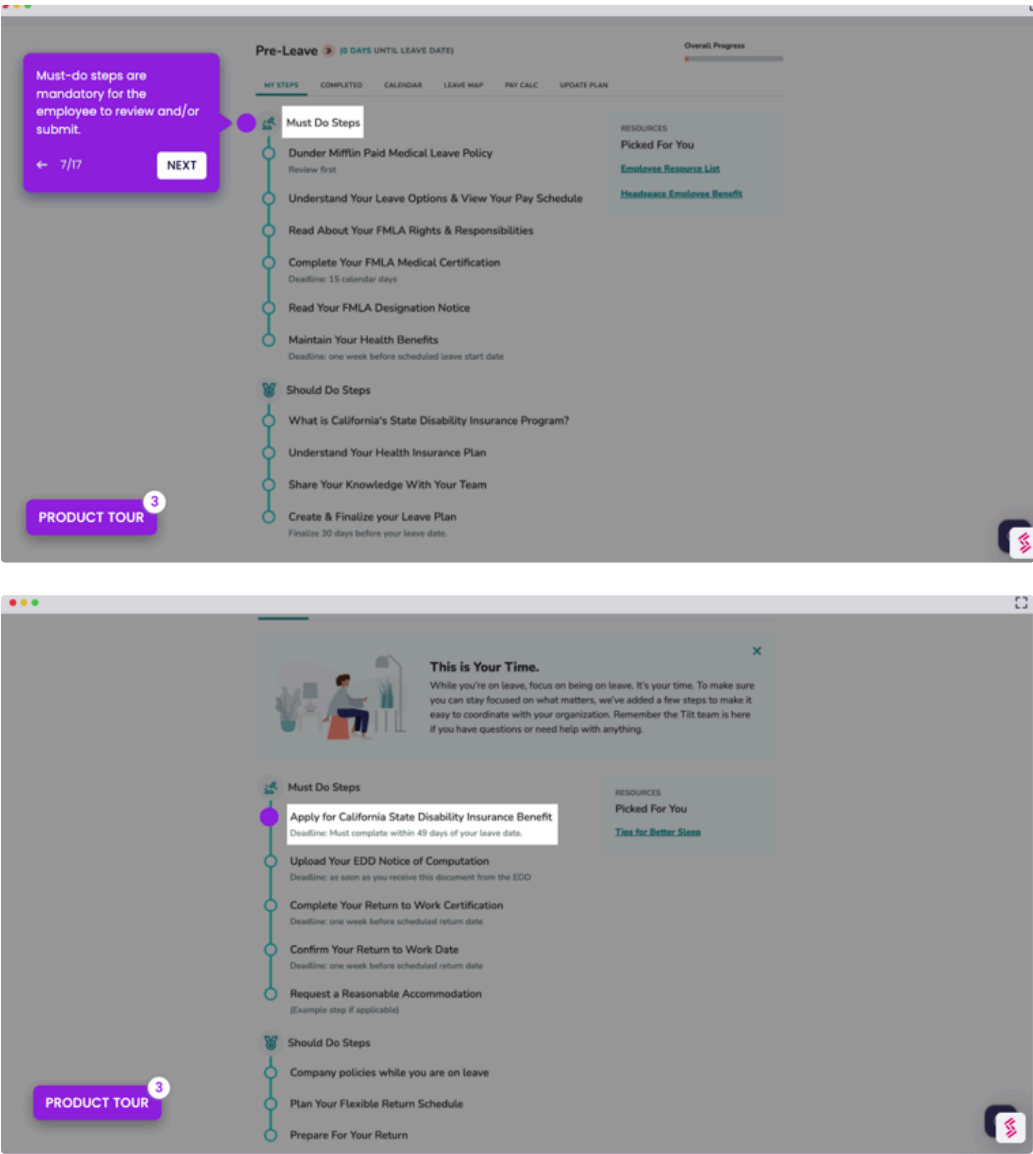 Pre-Leave (0 DAYS UNTIL LEAVE DATE)
Overall Progress
Must-do steps are
mandatory for the
employee to review and/or
submit.
7/17
NEXT
MY STEPS COMPLETED CALENDAR LEAVE MAP PAY CALC UPDATE PLAN
Must Do Steps
Dunder Mifflin Paid Medical Leave Policy
Review first
Understand Your Leave Options & View Your Pay Schedule
Read About Your FMLA Rights & Responsibilities
Complete Your FMLA Medical Certification
Deadline: 15 calendar days
Read Your FMLA Designation Notice
Maintain Your Health Benefits
Deadline: one week before scheduled leave start date
Should Do Steps
What is California's State Disability Insurance Program?
Understand Your Health Insurance Plan
Share Your Knowledge With Your Team
Create & Finalize your Leave Plan
Finalize 30 days before your leave date.
RESOURCES
Picked For You
Employee Resource List
Headspace Employee Benefit
PRODUCT TOUR
3
This is Your Time.
While you're on leave, focus on being on leave. It's your time. To make sure
you can stay focused on what matters, we've added a few steps to make it
easy to coordinate with your organization. Remember the Tilt team is here
if you have questions or need help with anything.
Must Do Steps
Apply for California State Disability Insurance Benefit
Deadline: Must complete within 49 days of your leave date.
Upload Your EDD Notice of Computation
Deadline: as soon as you receive this document from the EDD
Complete Your Return to Work Certification
Deadline: one week before scheduled return date
Confirm Your Return to Work Date
Deadline: one week before scheduled return date
Request a Reasonable Accommodation
(Example step if applicable)
Should Do Steps
Company policies while you are on leave
Plan Your Flexible Return Schedule
Prepare For Your Return
RESOURCES
Picked For You
Tips for Better Sleep
PRODUCT TOUR
3